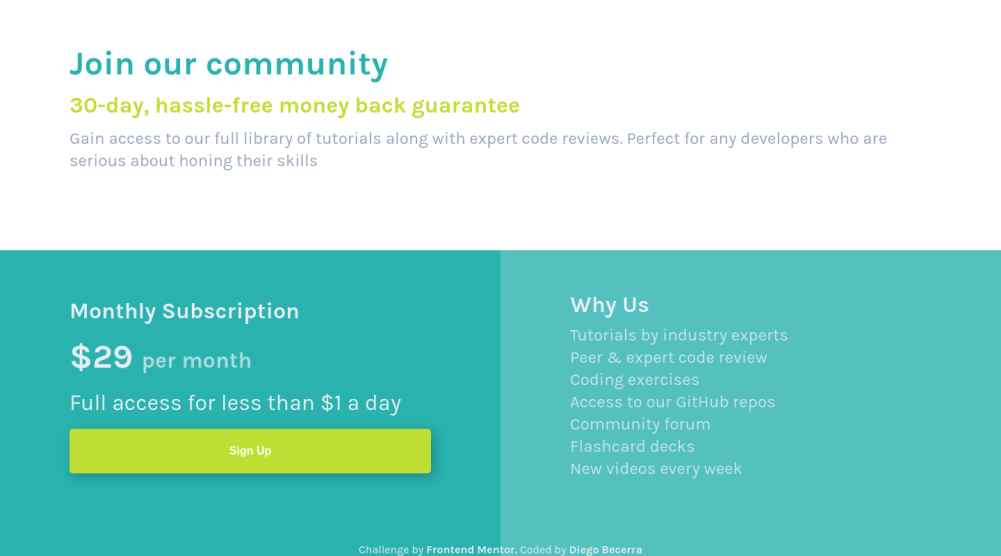 Join our community
30-day, hassle-free money back guarantee
Gain access to our full library of tutorials along with expert code reviews. Perfect for any developers who are
serious about honing their skills
Monthly Subscription
$29 per month
Full access for less than $1 a day
Sign Up
Why Us
Tutorials by industry experts
Peer & expert code review
Coding exercises
Access to our GitHub repos
Community forum
Flashcard decks
New videos every week
Challenge by Frontend Mentor. Coded by Diego Becerra